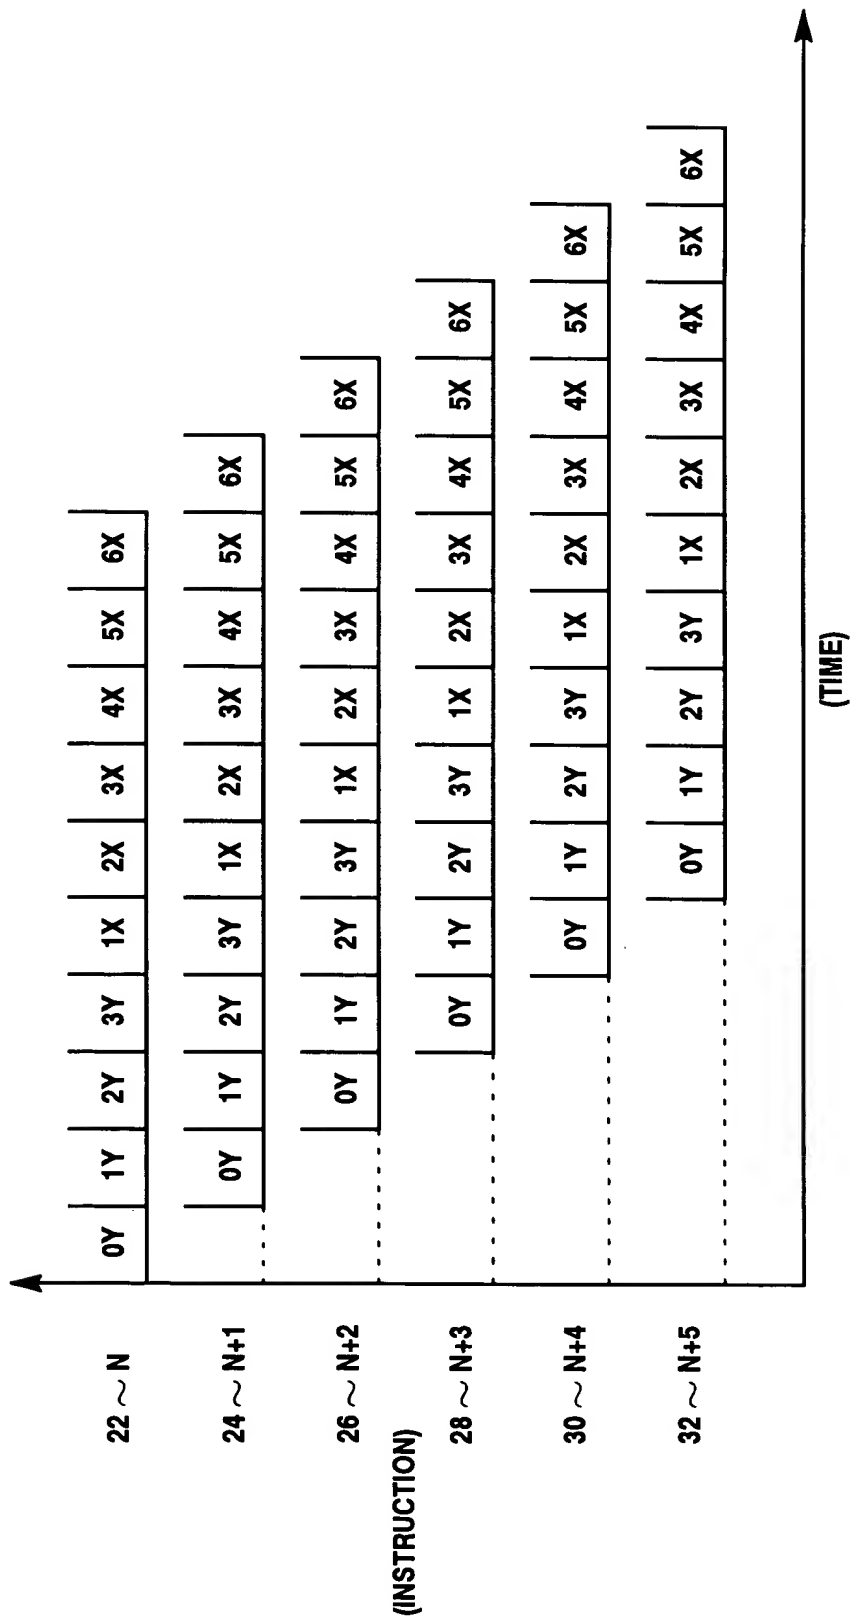 22 ~ N 0Y 1Y 2Y 3Y 1X 2X 3X 4X 5X 6X
24 ~ N+1 0Y 1Y 2Y 3Y 1X 2X 3X 4X 5X 6X
26 ~ N+2 0Y 1Y 2Y 3Y 1X 2X 3X 4X 5X 6X
(INSTRUCTION)
28 ~ N+3 0Y 1Y 2Y 3Y 1X 2X 3X 4X 5X 6X
30 ~ N+4 0Y 1Y 2Y 3Y 1X 2X 3X 4X 5X 6X
32 ~ N+5 0Y 1Y 2Y 3Y 1X 2X 3X 4X 5X 6X
(TIME)